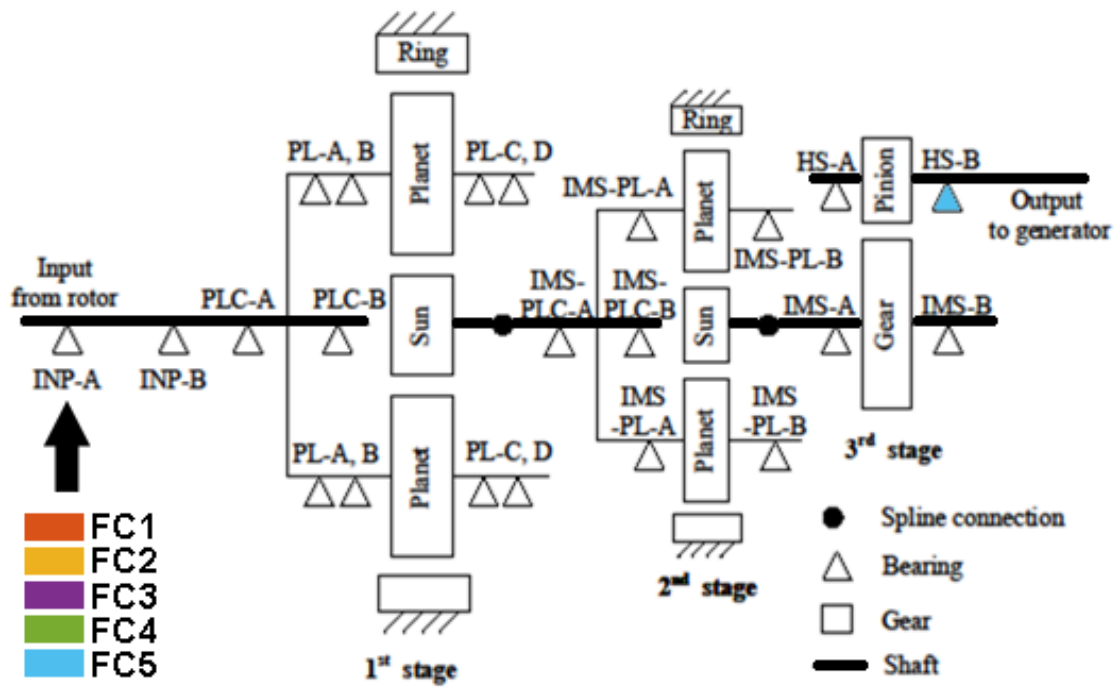 Ring
Planet
PL-A, B
PL-C, D
Ring
Planet
IMS-PL-A
IMS-PL-B
HS-A
Pinion
HS-B
Output
to generator
Input
from rotor
PLC-A
PLC-B
INP-A
INP-B
Sun
IMS-
PLC-A
IMS-
PLC-B
Sun
IMS-A
Gear
IMS-B
PL-A, B
Planet
PL-C, D
IMS
-PL-A
Planet
IMS
-PL-B
3rd stage
2nd stage
1st stage
FC1
FC2
FC3
FC4
FC5
Spline connection
Bearing
Gear
Shaft